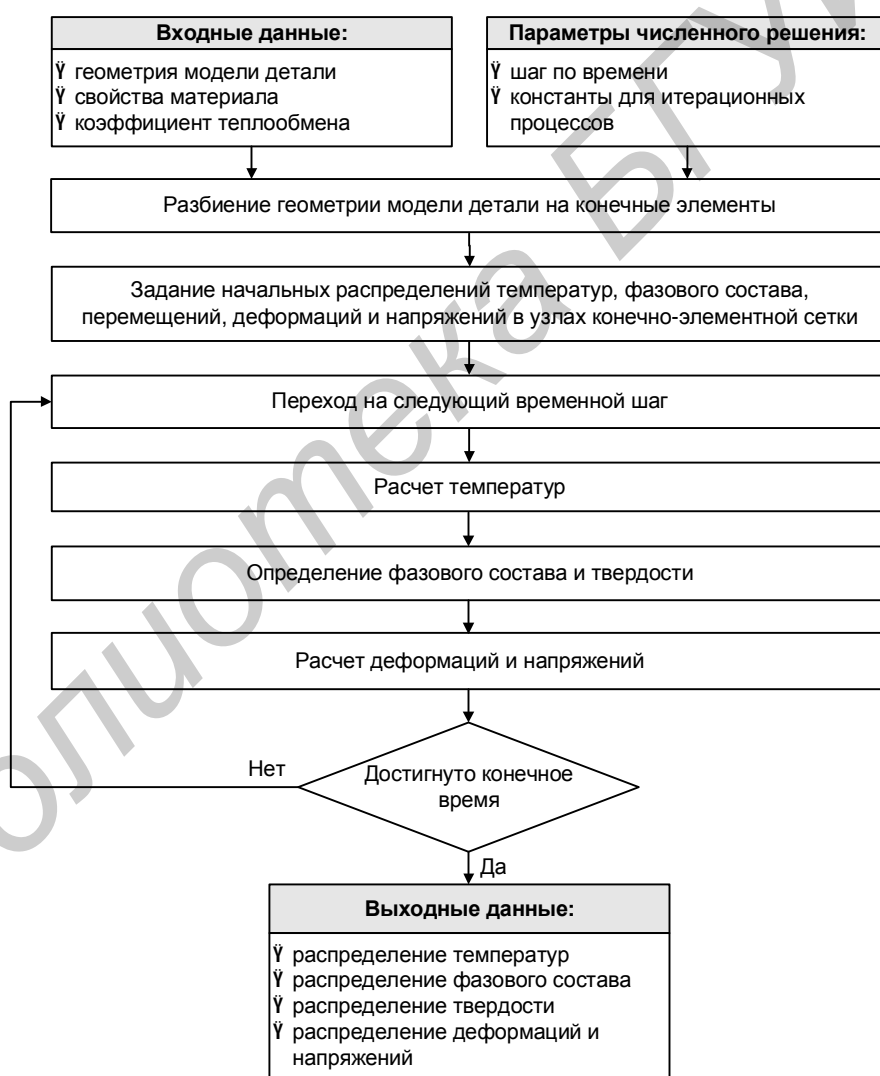 Входные данные:
Ÿ геометрия модели детали
Ÿ свойства материала
Ÿ коэффициент теплообмена
Параметры численного решения:
Ÿ шаг по времени
Ÿ константы для итерационных
процессов
Разбиение геометрии модели детали на конечные элементы
Задание начальных распределений температур, фазового состава,
перемещений, деформаций и напряжений в узлах конечно-элементной сетки
Переход на следующий временной шаг
Расчет температур
Определение фазового состава и твердости
Расчет деформаций и напряжений
Нет
Достигнуто конечное
время
Да
Выходные данные:
Ÿ распределение температур
Ÿ распределение фазового состава
Ÿ распределение твердости
Ÿ распределение деформаций и
напряжений